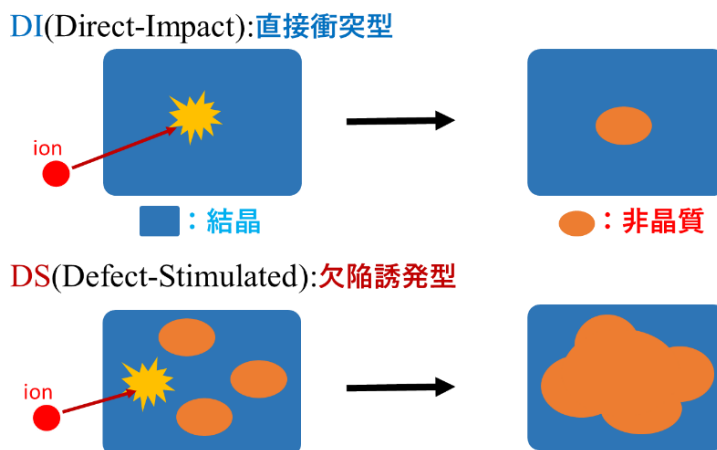 DI(Direct-Impact):直接衝突型
ion
：結晶
：非晶質
DS(Defect-Stimulated):欠陥誘発型
ion